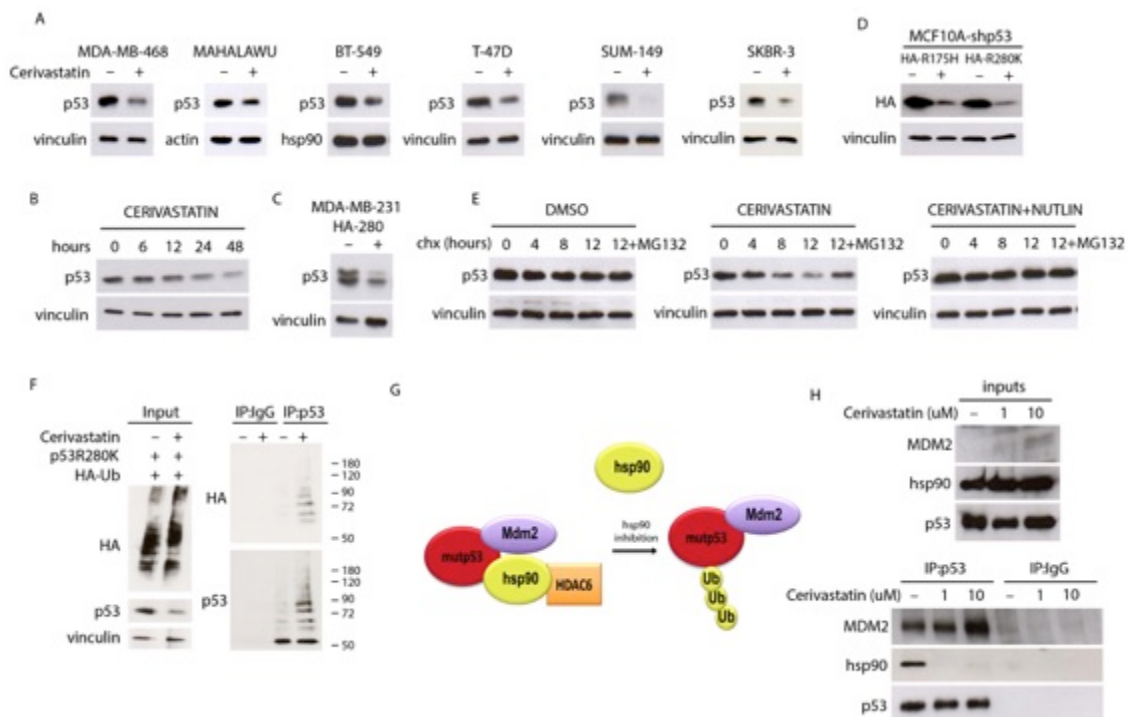 A
MDA-MB-468 MAHALAWU BT-549 T-47D SUM-149 SKBR-3
Cerivastatin – + – + – + – + – + – +
p53 p53 p53 p53 p53 p53
vinculin actin hsp90 vinculin vinculin vinculin
D
MCF10A-shp53
HA-R175H HA-R280K
– + – +
HA
vinculin
B
CERIVASTATIN
hours 0 6 12 24 48
p53
vinculin
C
MDA-MB-231
HA-280
– +
p53
vinculin
E
DMSO CERIVASTATIN CERIVASTATIN+NUTLIN
chx (hours) 0 4 8 12 12+MG132 0 4 8 12 12+MG132 0 4 8 12 12+MG132
p53 p53 p53
vinculin vinculin vinculin
F
Input IP:IgG IP:p53
Cerivastatin – + – + – +
p53R280K + +
HA-Ub + +
HA
p53
vinculin
HA
– 180
– 120
– 90
– 72
– 50
p53
– 180
– 120
– 90
– 72
– 50
G
hsp90
mutp53 Mdm2 hsp90 HDAC6
hsp90
inhibition
mutp53 Mdm2
Ub
Ub
Ub
H
inputs
Cerivastatin (uM) – 1 10
MDM2
hsp90
p53
IP:p53 IP:IgG
Cerivastatin (uM) – 1 10 – 1 10
MDM2
hsp90
p53